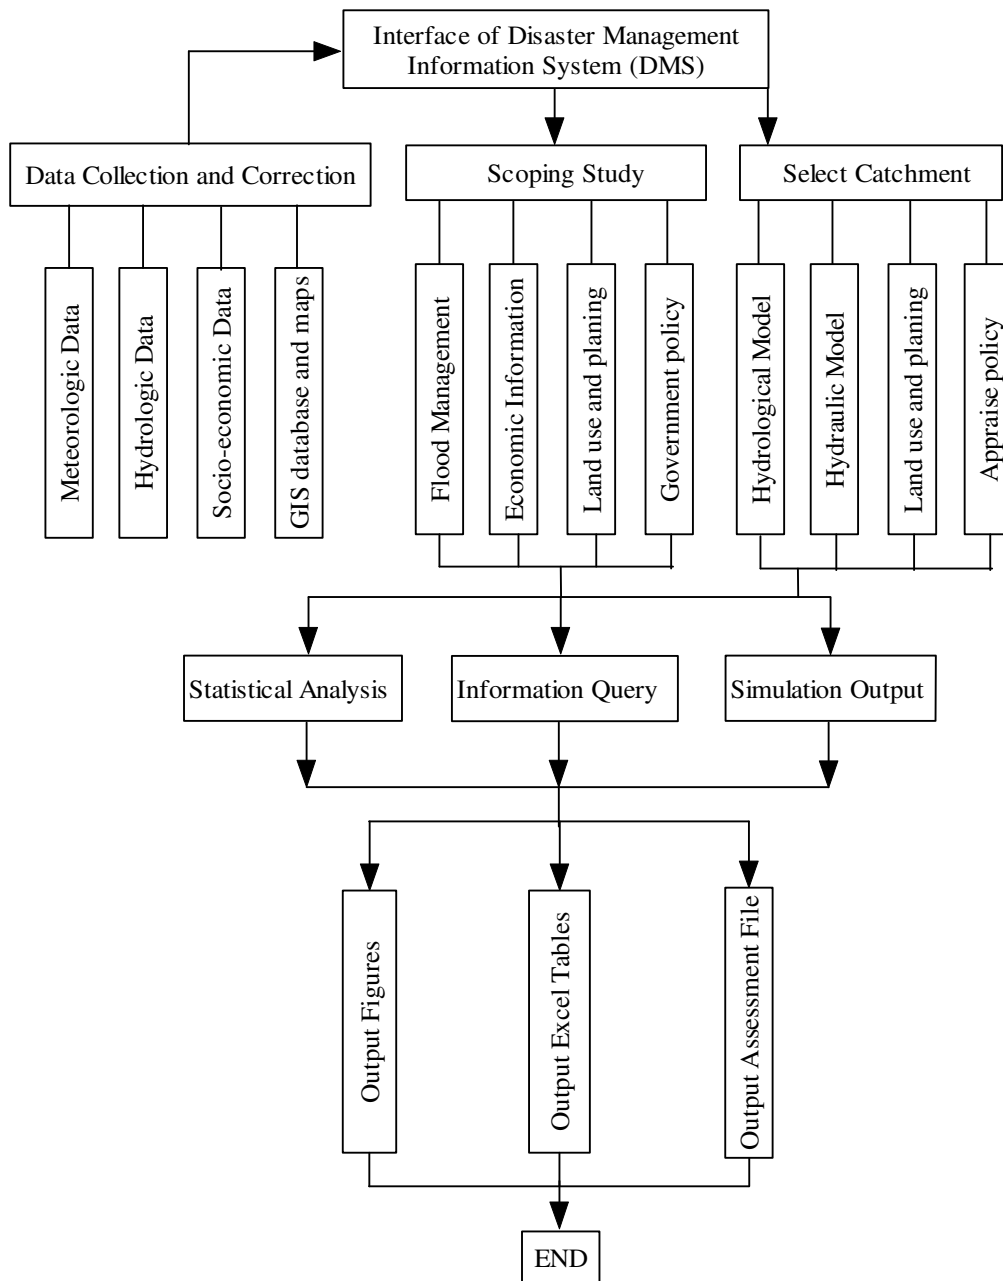 Interface of Disaster Management
Information System (DMS)
Data Collection and Correction
Scoping Study
Select Catchment
Meteorologic Data
Hydrologic Data
Socio-economic Data
GIS database and maps
Flood Management
Economic Information
Land use and planing
Government policy
Hydrological Model
Hydraulic Model
Land use and planing
Appraise policy
Statistical Analysis
Information Query
Simulation Output
Output Figures
Output Excel Tables
Output Assessment File
END